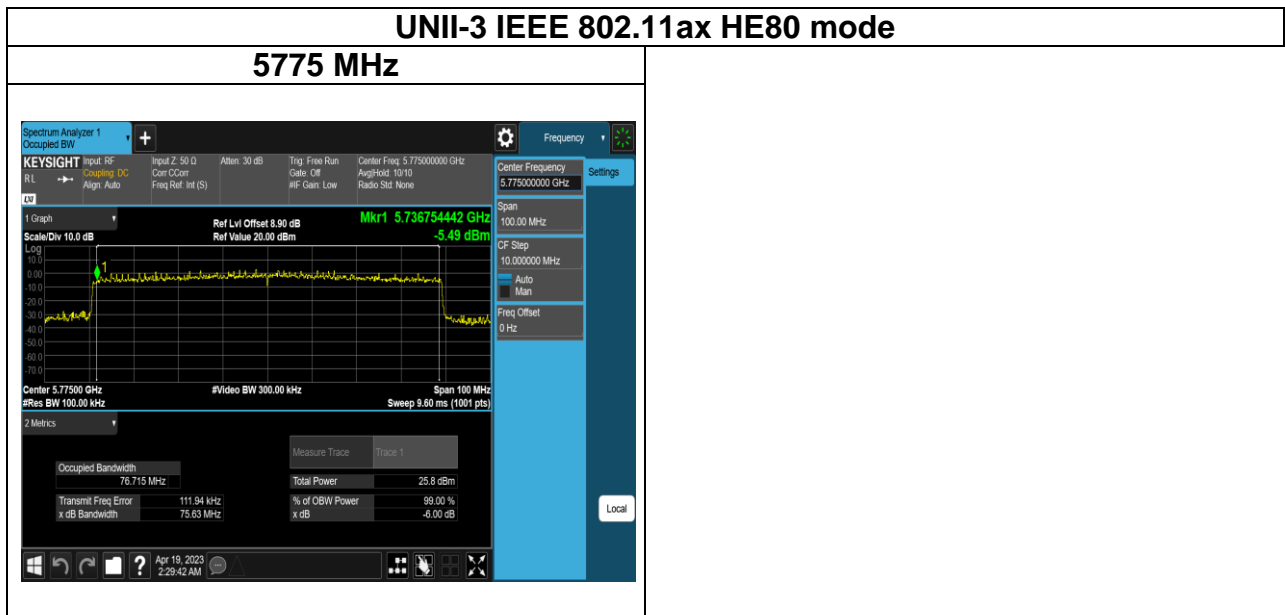 UNII-3 IEEE 802.11ax HE80 mode
5775 MHz
Spectrum Analyzer 1
Occupied BW
+
Frequency
KEYSIGHT
RL
LXI
Input: RF
Coupling: DC
Align: Auto
Input Z: 50 Ω
Corr CCorr
Freq Ref: Int (S)
Atten: 30 dB
Trig: Free Run
Gate: Off
#IF Gain: Low
Center Freq: 5.775000000 GHz
Avg|Hold: 10/10
Radio Std: None
Center Frequency
5.775000000 GHz
Settings
Span
100.00 MHz
CF Step
10.000000 MHz
Auto
Man
Freq Offset
0 Hz
Local
1 Graph
Scale/Div 10.0 dB
Ref Lvl Offset 8.90 dB
Ref Value 20.00 dBm
Mkr1 5.736754442 GHz
-5.49 dBm
Log
10.0
0.00
-10.0
-20.0
-30.0
-40.0
-50.0
-60.0
-70.0
1
Center 5.77500 GHz
#Res BW 100.00 kHz
#Video BW 300.00 kHz
Span 100 MHz
Sweep 9.60 ms (1001 pts)
2 Metrics
Measure Trace Trace 1
Occupied Bandwidth
76.715 MHz
Total Power 25.8 dBm
Transmit Freq Error 111.94 kHz
% of OBW Power 99.00 %
x dB Bandwidth 75.63 MHz
x dB -6.00 dB
?
Apr 19, 2023
2:29:42 AM